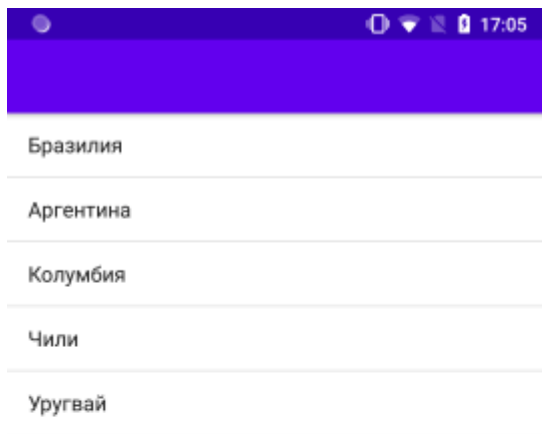 17:05
Бразилия
Аргентина
Колумбия
Чили
Уругвай